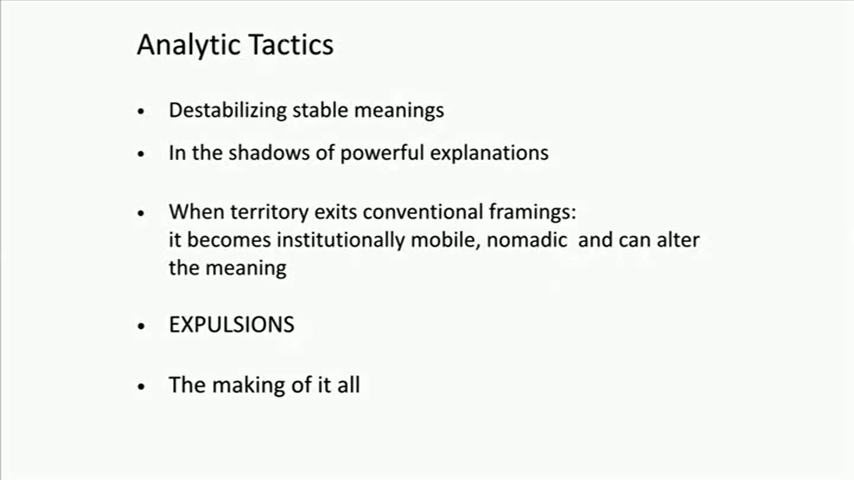 Analytic Tactics
• Destabilizing stable meanings
• In the shadows of powerful explanations
• When territory exits conventional framings:
it becomes institutionally mobile, nomadic and can alter
the meaning
• EXPULSIONS
• The making of it all